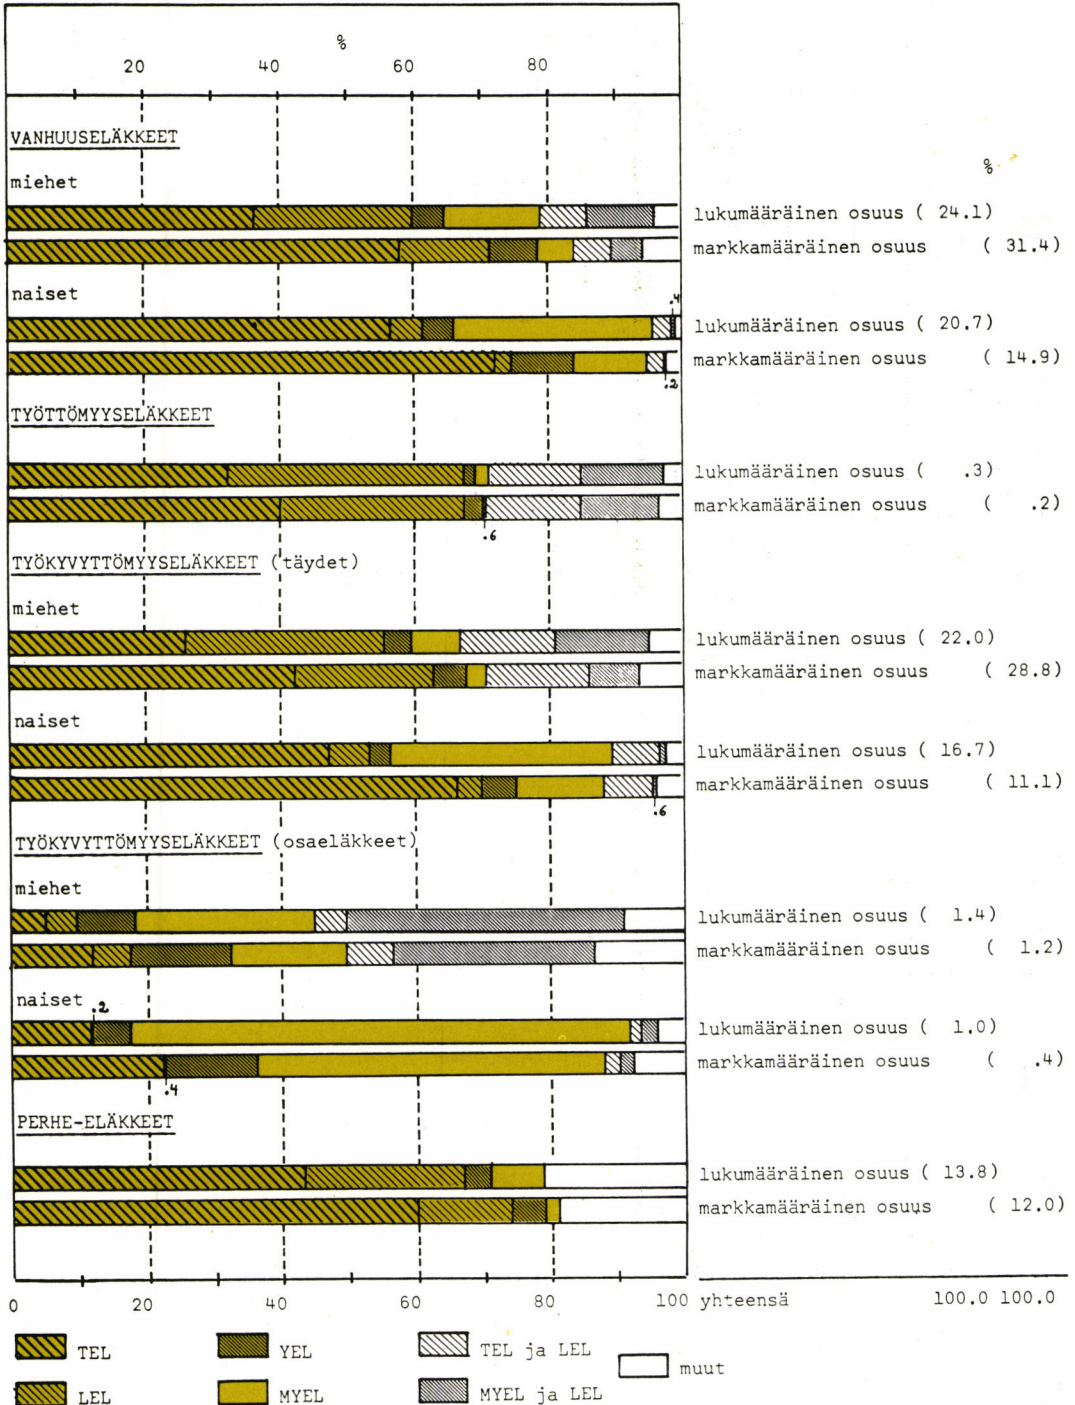 %
20 40 60 80
VANHUUSELÄKKEET
%
miehet
lukumääräinen osuus ( 24.1)
markkamääräinen osuus ( 31.4)
naiset
.4
lukumääräinen osuus ( 20.7)
markkamääräinen osuus ( 14.9)
.2
TYÖTTÖMYYSELÄKKEET
lukumääräinen osuus ( .3)
markkamääräinen osuus ( .2)
.6
TYÖKYVYTTÖMYYSELÄKKEET (täydet)
miehet
lukumääräinen osuus ( 22.0)
markkamääräinen osuus ( 28.8)
naiset
lukumääräinen osuus ( 16.7)
markkamääräinen osuus ( 11.1)
.6
TYÖKYVYTTÖMYYSELÄKKEET (osaeläkkeet)
miehet
lukumääräinen osuus ( 1.4)
markkamääräinen osuus ( 1.2)
naiset .2
lukumääräinen osuus ( 1.0)
markkamääräinen osuus ( .4)
.4
PERHE-ELÄKKEET
lukumääräinen osuus ( 13.8)
markkamääräinen osuus ( 12.0)
0 20 40 60 80 100 yhteensä 100.0 100.0
TEL YEL TEL ja LEL muut
LEL MYEL MYEL ja LEL